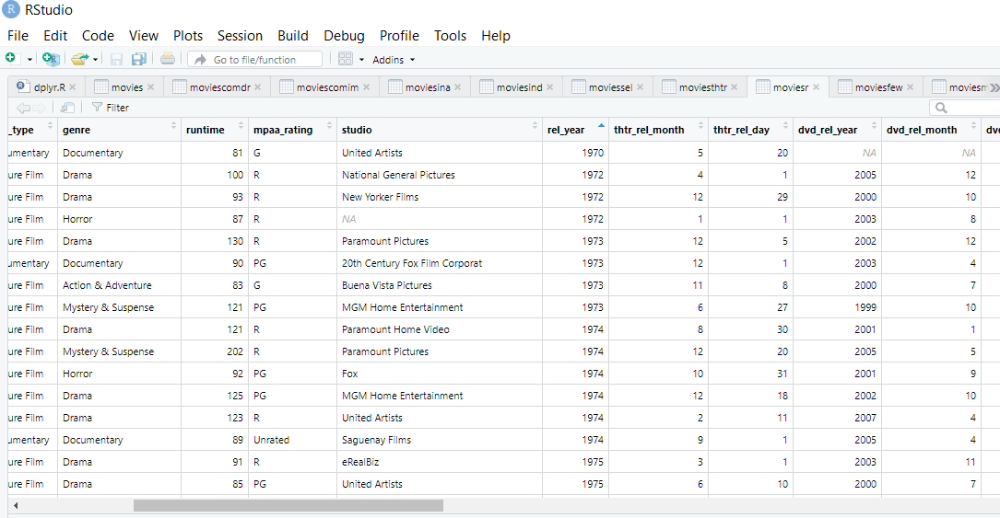 R RStudio
File Edit Code View Plots Session Build Debug Profile Tools Help
Go to file/function Addins
dplyr.R movies moviescomdr moviescomim moviesina moviesind moviessel moviesthtr moviesr moviesfew moviesm
Filter
_type genre runtime mpaa_rating studio rel_year thtr_rel_month thtr_rel_day dvd_rel_year dvd_rel_month dvd
umentary Documentary 81 G United Artists 1970 5 20 NA NA
ure Film Drama 100 R National General Pictures 1972 4 1 2005 12
ure Film Drama 93 R New Yorker Films 1972 12 29 2000 10
ure Film Horror 87 R NA 1972 1 1 2003 8
ure Film Drama 130 R Paramount Pictures 1973 12 5 2002 12
umentary Documentary 90 PG 20th Century Fox Film Corporat 1973 12 1 2003 4
ure Film Action & Adventure 83 G Buena Vista Pictures 1973 11 8 2000 7
ure Film Mystery & Suspense 121 PG MGM Home Entertainment 1973 6 27 1999 10
ure Film Drama 121 R Paramount Home Video 1974 8 30 2001 1
ure Film Mystery & Suspense 202 R Paramount Pictures 1974 12 20 2005 5
ure Film Horror 92 PG Fox 1974 10 31 2001 9
ure Film Drama 125 PG MGM Home Entertainment 1974 12 18 2002 10
ure Film Drama 123 R United Artists 1974 2 11 2007 4
umentary Documentary 89 Unrated Saguenay Films 1974 9 1 2005 4
ure Film Drama 91 R eRealBiz 1975 3 1 2003 11
ure Film Drama 85 PG United Artists 1975 6 10 2000 7